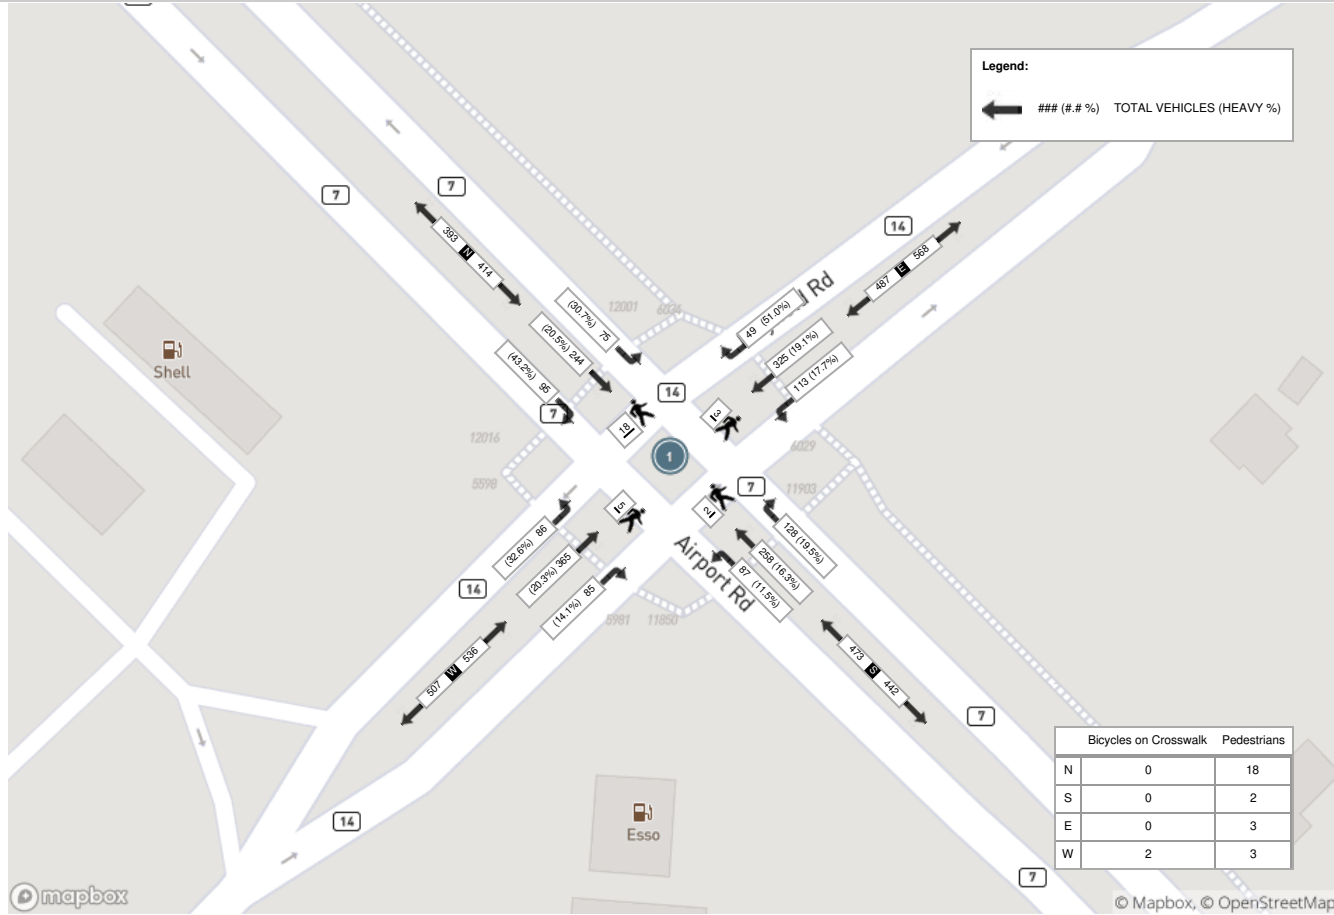 Legend:
### (#.# %) TOTAL VEHICLES (HEAVY %)
7
7
14
393 N 414
487 E 568
(30.7%) 75
(20.5%) 244
(43.2%) 95
49 (51.0%)
325 (19.1%)
113 (17.7%)
Rd
12001
6034
Shell
14
7
18
3
1
12016
5598
6029
11903
7
5
2
(32.6%) 86
(20.3%) 365
(14.1%) 85
128 (19.5%)
258 (16.3%)
87 (11.5%)
Airport Rd
14
5981
11850
507 W 536
473 S 442
7
14
Esso
7
Bicycles on Crosswalk Pedestrians
N 0 18
S 0 2
E 0 3
W 2 3
mapbox
© Mapbox, © OpenStreetMap